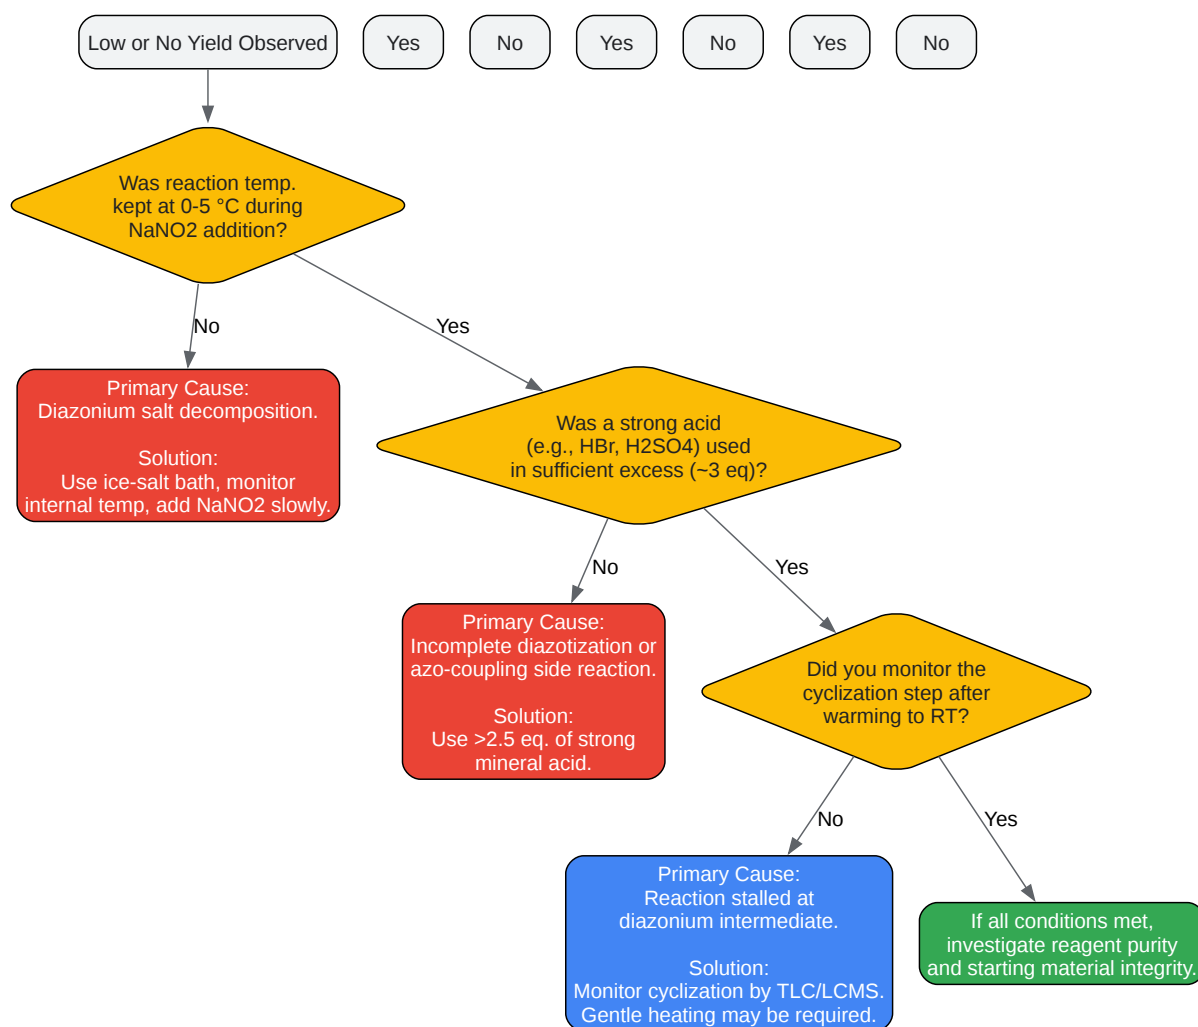 Low or No Yield Observed
Yes
No
Yes
No
Yes
No
Was reaction temp.
kept at 0-5 °C during
NaNO2 addition?
No
Yes
Primary Cause:
Diazonium salt decomposition.
Solution:
Use ice-salt bath, monitor
internal temp, add NaNO2 slowly.
Was a strong acid
(e.g., HBr, H2SO4) used
in sufficient excess (~3 eq)?
No
Yes
Primary Cause:
Incomplete diazotization or
azo-coupling side reaction.
Solution:
Use >2.5 eq. of strong
mineral acid.
Did you monitor the
cyclization step after
warming to RT?
No
Yes
Primary Cause:
Reaction stalled at
diazonium intermediate.
Solution:
Monitor cyclization by TLC/LCMS.
Gentle heating may be required.
If all conditions met,
investigate reagent purity
and starting material integrity.